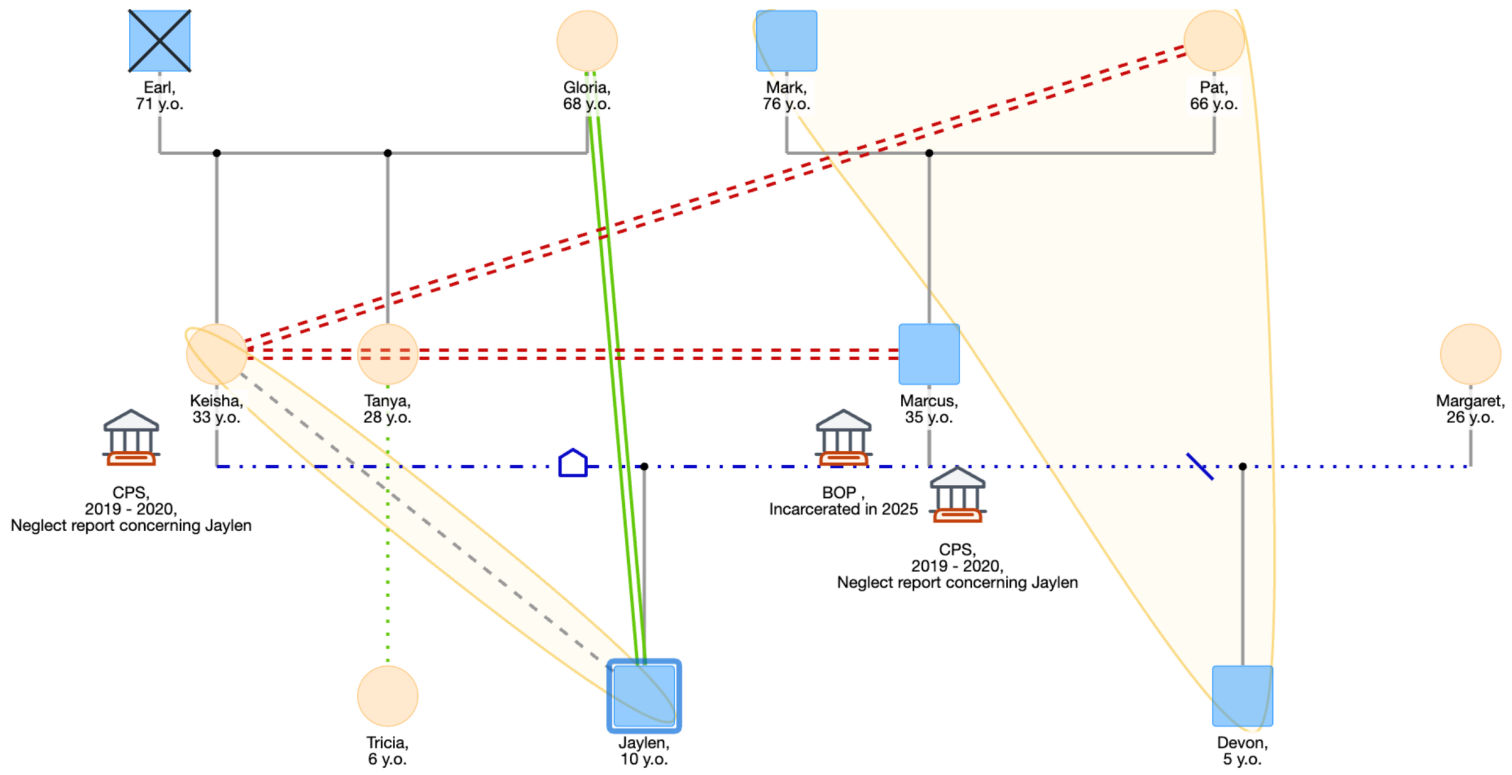 Earl,
71 y.o.
Gloria,
68 y.o.
Mark,
76 y.o.
Pat,
66 y.o.
Keisha,
33 y.o.
Tanya,
28 y.o.
Marcus,
35 y.o.
Margaret,
26 y.o.
CPS,
2019 - 2020,
Neglect report concerning Jaylen
BOP ,
Incarcerated in 2025
CPS,
2019 - 2020,
Neglect report concerning Jaylen
Tricia,
6 y.o.
Jaylen,
10 y.o.
Devon,
5 y.o.